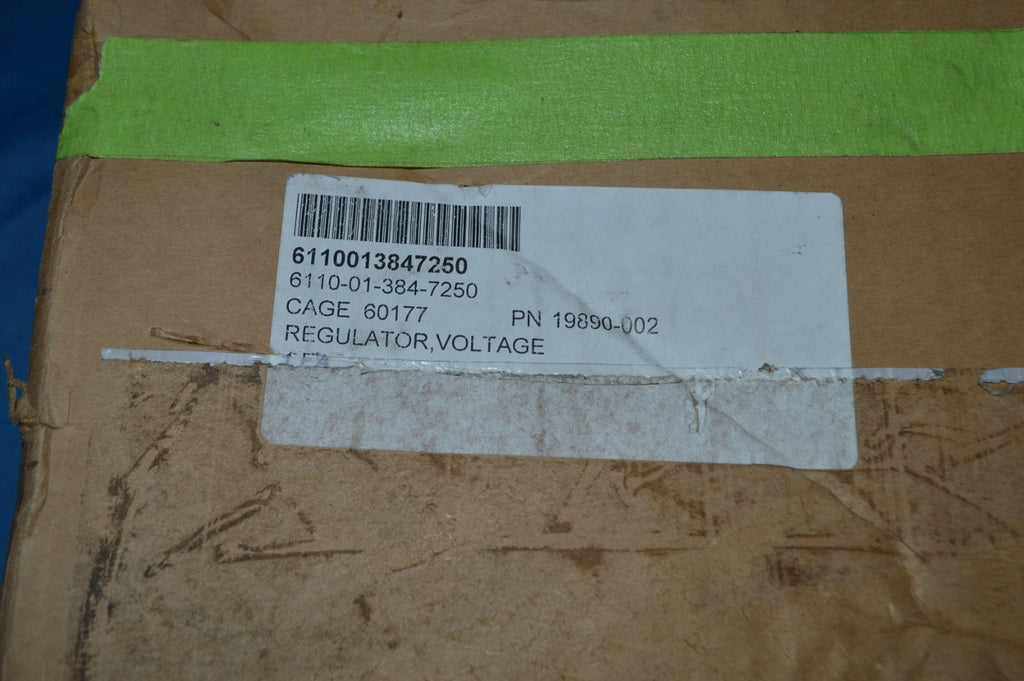 6110013847250
6110-01-384-7250
CAGE 60177 PN 19890-002
REGULATOR,VOLTAGE